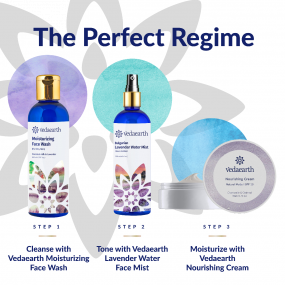 The Perfect Regime
vedaearth
Moisturizing
Face Wash
vedaearth
Lavender Water Mist
Vedaearth
Nourishing Cream
STEP 1
STEP 2
STEP 3
Cleanse with
Vedaearth Moisturizing
Face Wash
Tone with Vedaearth
Lavender Water
Face Mist
Moisturize with
Vedaearth
Nourishing Cream